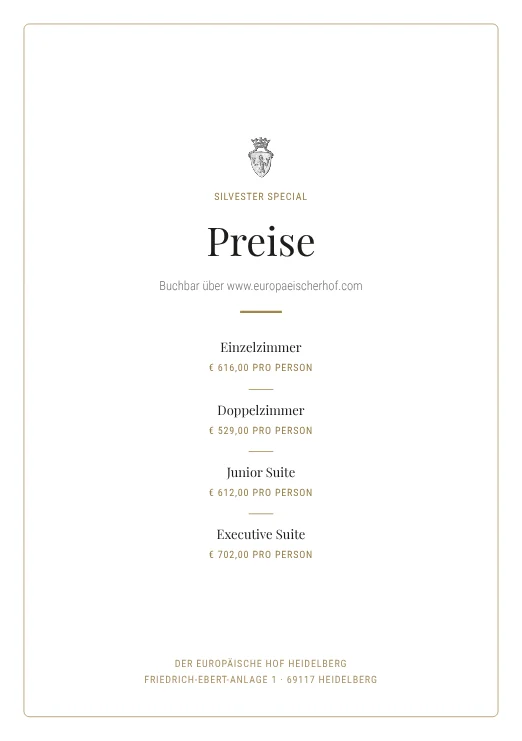 SILVESTER SPECIAL
Preise
Buchbar über www.europaeischerhof.com
Einzelzimmer
€ 616,00 PRO PERSON
Doppelzimmer
€ 529,00 PRO PERSON
Junior Suite
€ 612,00 PRO PERSON
Executive Suite
€ 702,00 PRO PERSON
DER EUROPÄISCHE HOF HEIDELBERG
FRIEDRICH-EBERT-ANLAGE 1 · 69117 HEIDELBERG